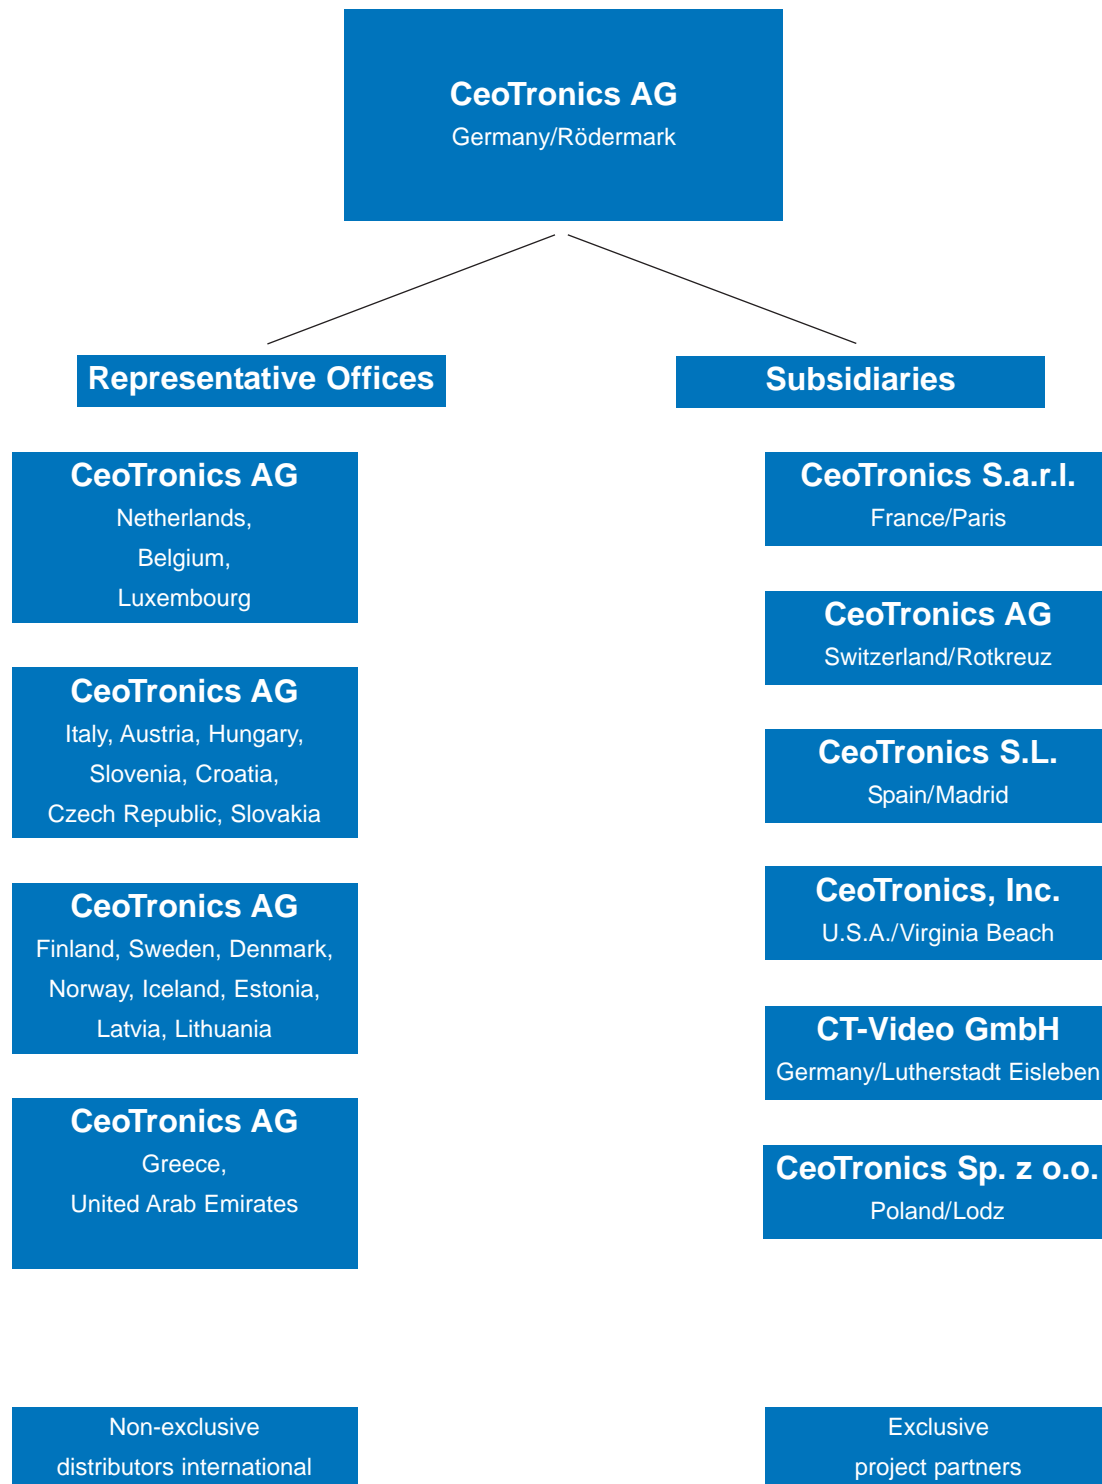 CeoTronics AG
Germany/Rödermark
Representative Offices
Subsidiaries
CeoTronics AG
Netherlands,
Belgium,
Luxembourg
CeoTronics AG
Italy, Austria, Hungary,
Slovenia, Croatia,
Czech Republic, Slovakia
CeoTronics AG
Finland, Sweden, Denmark,
Norway, Iceland, Estonia,
Latvia, Lithuania
CeoTronics AG
Greece,
United Arab Emirates
Non-exclusive
distributors international
CeoTronics S.a.r.l.
France/Paris
CeoTronics AG
Switzerland/Rotkreuz
CeoTronics S.L.
Spain/Madrid
CeoTronics, Inc.
U.S.A./Virginia Beach
CT-Video GmbH
Germany/Lutherstadt Eisleben
CeoTronics Sp. z o.o.
Poland/Lodz
Exclusive
project partners